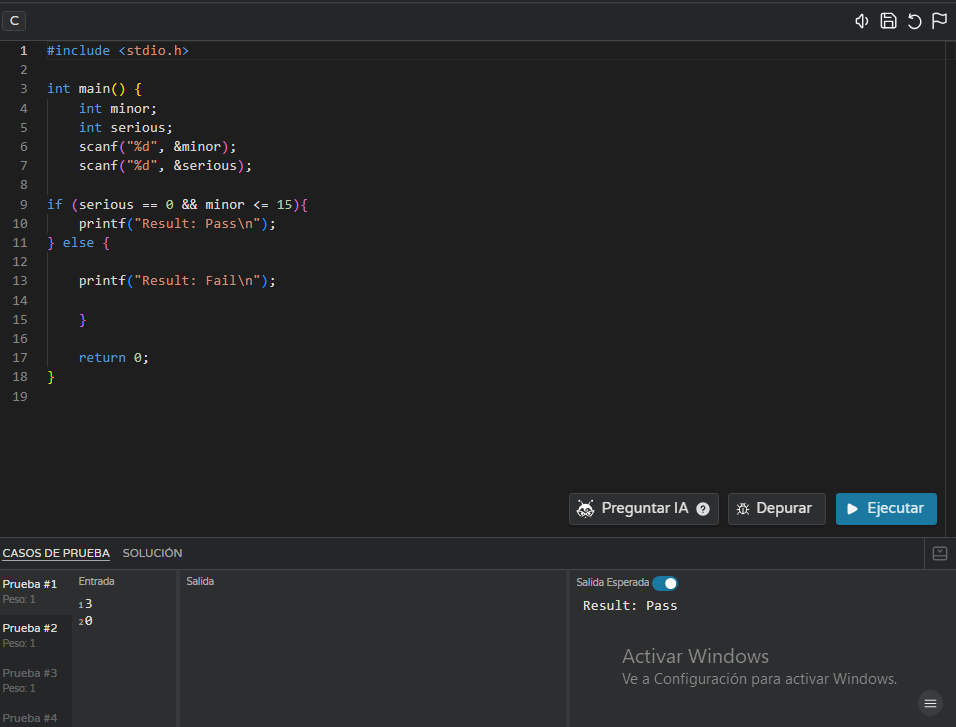 C
1 #include <stdio.h>
2
3 int main() {
4     int minor;
5     int serious;
6     scanf("%d", &minor);
7     scanf("%d", &serious);
8
9 if (serious == 0 && minor <= 15){
10     printf("Result: Pass\n");
11 } else {
12
13     printf("Result: Fail\n");
14
15     }
16
17     return 0;
18 }
19
Preguntar IA ?
Depurar
Ejecutar
CASOS DE PRUEBA SOLUCIÓN
Prueba #1
Peso: 1
Prueba #2
Peso: 1
Prueba #3
Peso: 1
Prueba #4
Entrada
1 3
2 0
Salida
Salida Esperada
Result: Pass
Activar Windows
Ve a Configuración para activar Windows.